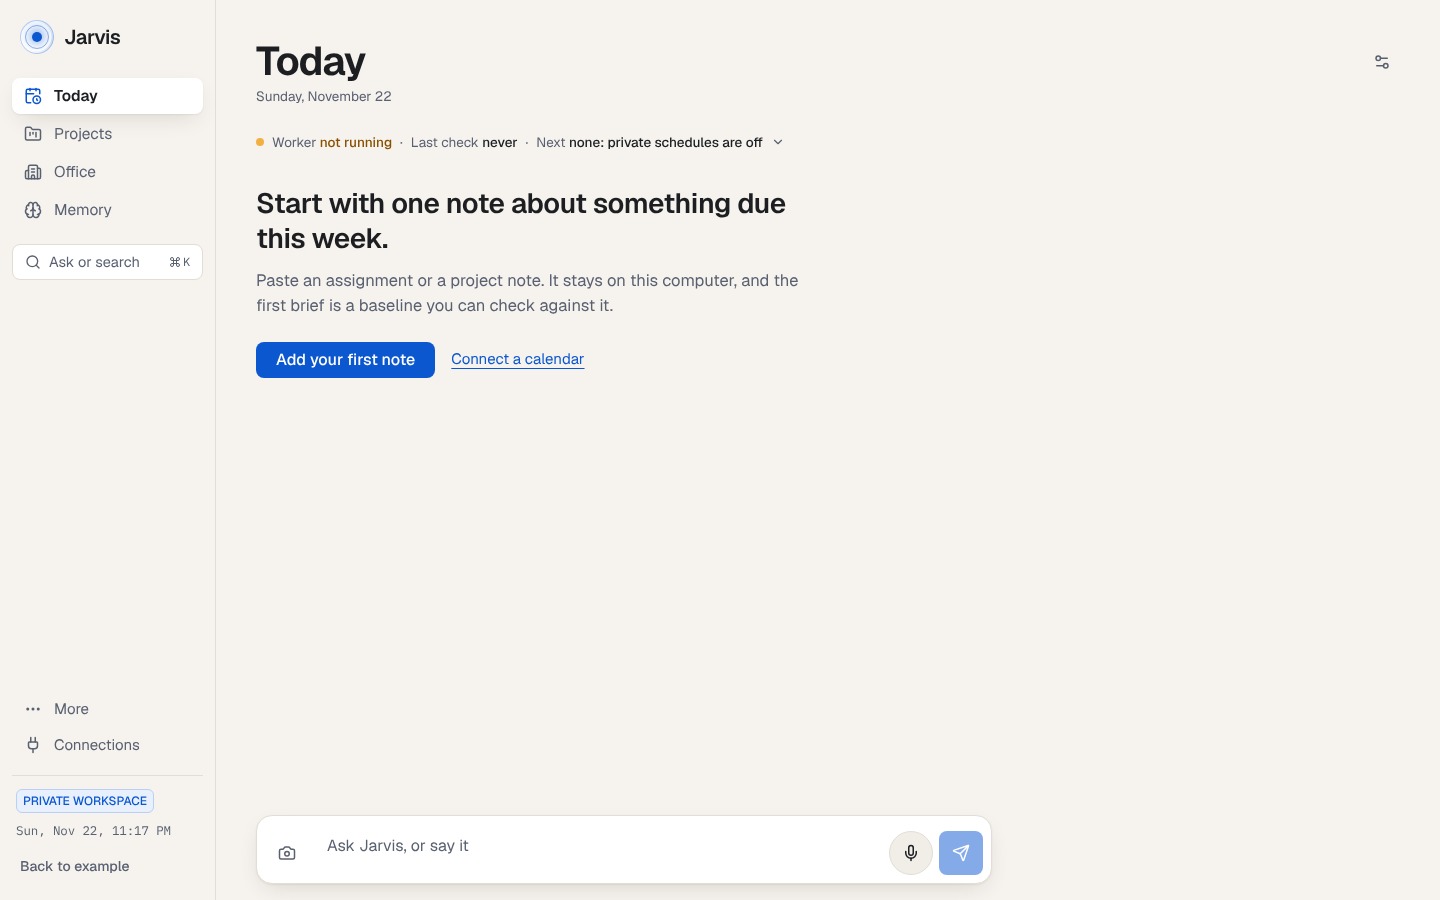 Jarvis
Today
Projects
Office
Memory
Ask or search ⌘ K
More
Connections
PRIVATE WORKSPACE
Sun, Nov 22, 11:17 PM
Back to example
Today
Sunday, November 22
Worker not running · Last check never · Next none: private schedules are off
Start with one note about something due
this week.
Paste an assignment or a project note. It stays on this computer, and the
first brief is a baseline you can check against it.
Add your first note Connect a calendar
Ask Jarvis, or say it